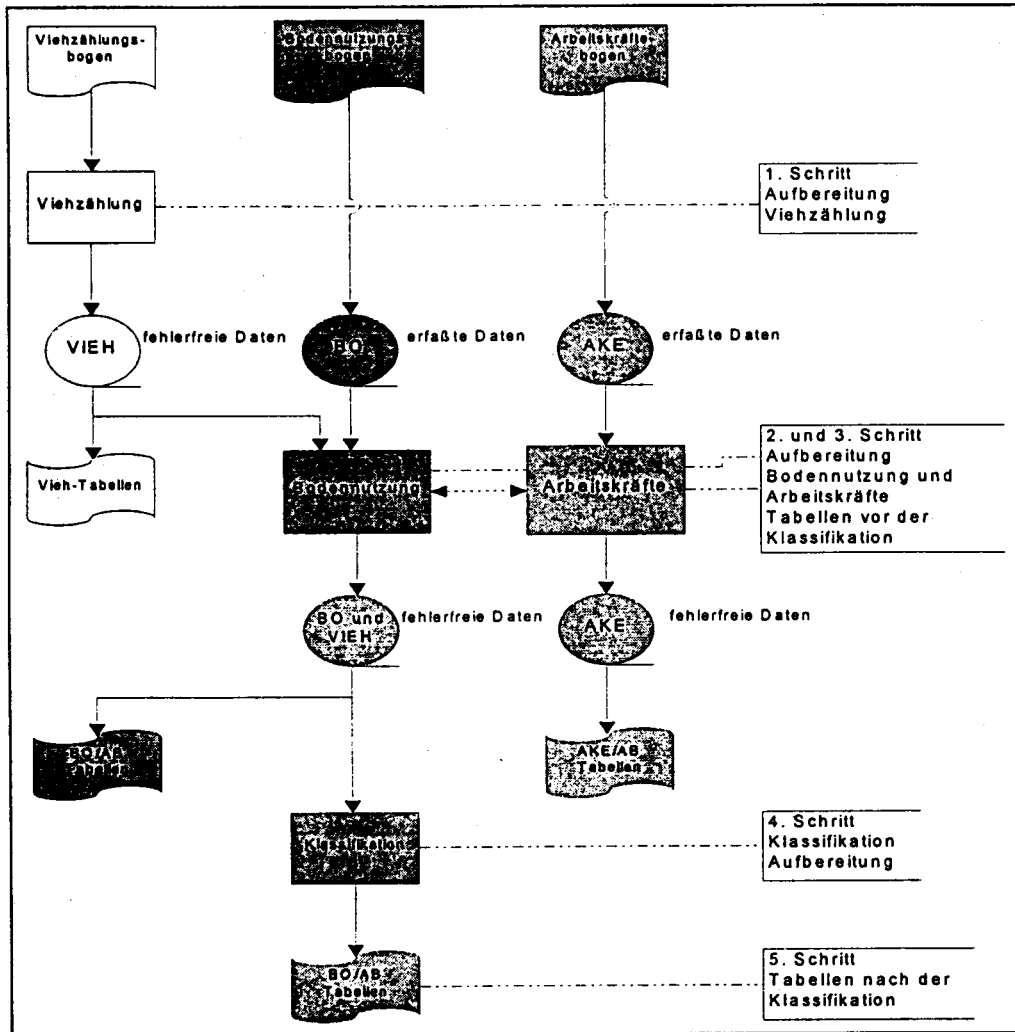 Viehzählungs-
bogen
Bodennutzungs-
bogen
Arbeitskräfte-
bogen
Viehzählung
1. Schritt
Aufbereitung
Viehzählung
VIEH
fehlerfreie Daten
BO
erfaßte Daten
AKE
erfaßte Daten
Vieh-Tabellen
Bodennutzung
Arbeitskräfte
2. und 3. Schritt
Aufbereitung
Bodennutzung und
Arbeitskräfte
Tabellen vor der
Klassifikation
BO und
VIEH
fehlerfreie Daten
AKE
fehlerfreie Daten
BO/AB
Tabellen
AKE/AB
Tabellen
Klassifikation
4. Schritt
Klassifikation
Aufbereitung
BO/AB
Tabellen
5. Schritt
Tabellen nach der
Klassifikation